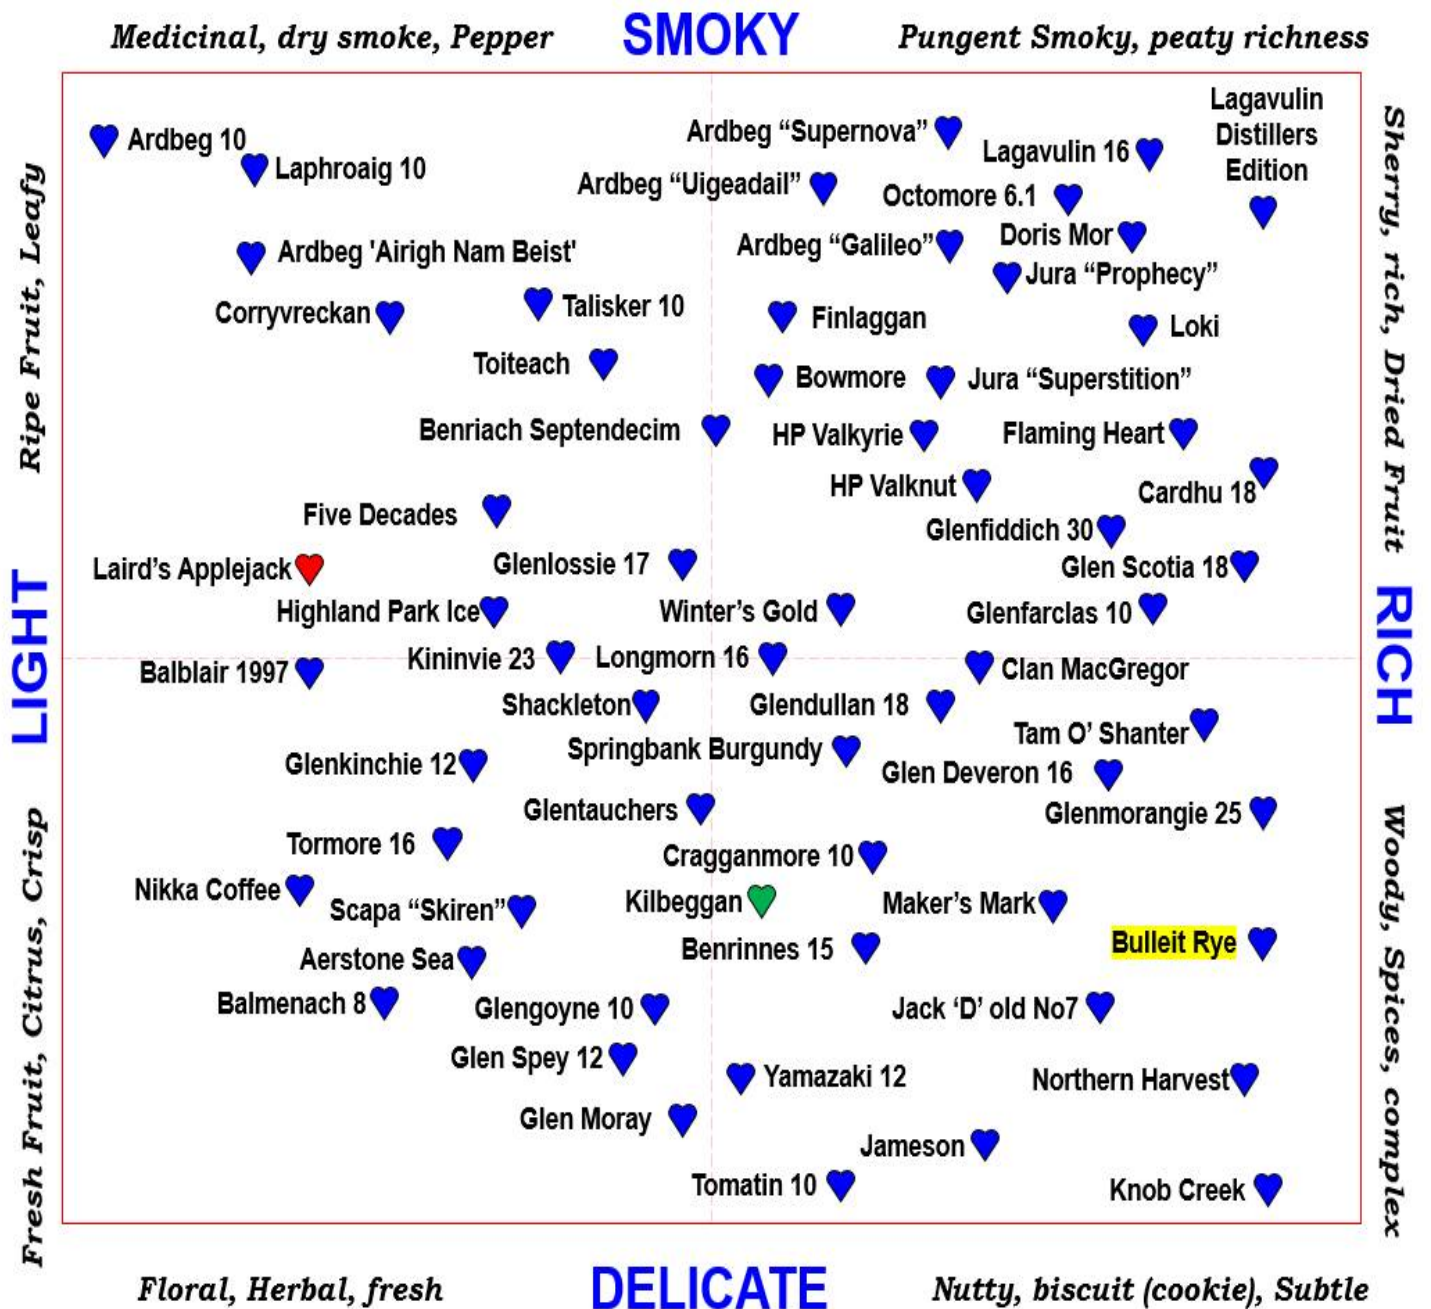 Medicinal, dry smoke, Pepper
SMOKY
Pungent Smoky, peaty richness
Ripe Fruit, Leafy
LIGHT
Fresh Fruit, Citrus, Crisp
Sherry, rich, Dried Fruit
RICH
Woody, Spices, complex
Lagavulin
Distillers
Edition
Ardbeg 10
Ardbeg “Supernova”
Lagavulin 16
Laphroaig 10
Ardbeg “Uigeadail”
Octomore 6.1
Ardbeg 'Airigh Nam Beist'
Ardbeg “Galileo”
Doris Mor
Jura “Prophecy”
Corryvreckan
Talisker 10
Finlaggan
Loki
Toiteach
Bowmore
Jura “Superstition”
Benriach Septendecim
HP Valkyrie
Flaming Heart
HP Valknut
Cardhu 18
Five Decades
Glenfiddich 30
Laird’s Applejack
Glenlossie 17
Glen Scotia 18
Highland Park Ice
Winter’s Gold
Glenfarclas 10
Balblair 1997
Kininvie 23
Longmorn 16
Clan MacGregor
Shackleton
Glendullan 18
Tam O’ Shanter
Springbank Burgundy
Glenkinchie 12
Glen Deveron 16
Glentauchers
Glenmorangie 25
Tormore 16
Cragganmore 10
Nikka Coffee
Scapa “Skiren”
Kilbeggan
Maker’s Mark
Benrinnes 15
Bulleit Rye
Aerstone Sea
Balmenach 8
Glengoyne 10
Jack ‘D’ old No7
Glen Spey 12
Yamazaki 12
Northern Harvest
Glen Moray
Jameson
Tomatin 10
Knob Creek
Floral, Herbal, fresh
DELICATE
Nutty, biscuit (cookie), Subtle